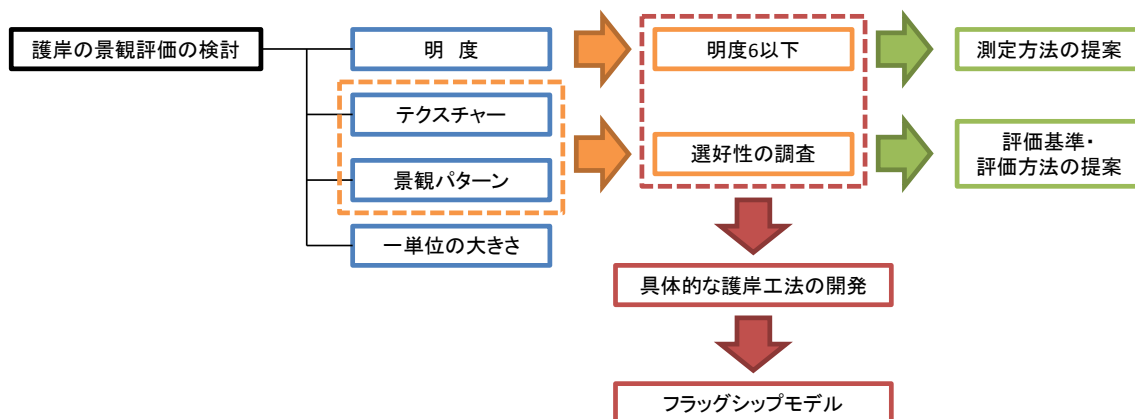 護岸の景観評価の検討
明　度
明度6以下
測定方法の提案
テクスチャー
景観パターン
選好性の調査
評価基準・
評価方法の提案
一単位の大きさ
具体的な護岸工法の開発
フラッグシップモデル